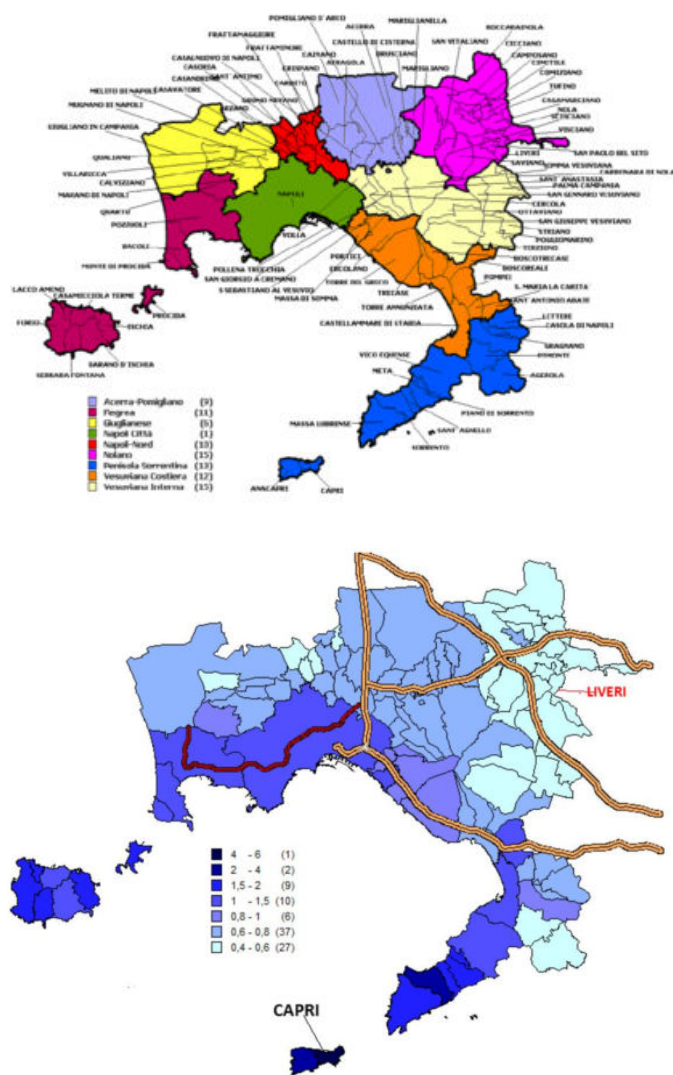 POMIGLIANO D'ARCO
ACERRA
MARIGLIANELLA
FRATTAMAGGIORE
CASTELLO DI CISTERNA
ROCCARAINOLA
FRATTAMINORE
CAIVANO
BRUSCIANO
SAN VITALIANO
CICCIANO
CASALNUOVO DI NAPOLI
CRISPANO
AFRAGOLA
CAMPOSANO
CASORIA
SANT' ANTIMO
CARDITO
MARIGLIANO
CIMITILE
CASANDRINO
COMIZIANO
MELITO DI NAPOLI
CASAVATORE
GRUMO NEVANO
TUFINO
MUGNANO DI NAPOLI
ARZANO
CASAMARCIANO
GIUGLIANO IN CAMPANIA
NOLA
VISCIANO
QUALIANO
LIVERI
SAN PAOLO BEL SITO
VILLARICCA
SAVIANO
SOMMA VESUVIANA
CALVIZZANO
CARBONARA DI NOLA
MARANO DI NAPOLI
SANT' ANASTASIA
PALMA CAMPANIA
NAPOLI
SAN GENNARO VESUVIANO
QUARTO
CERCOLA
OTTAVIANO
POZZUOLI
SAN GIUSEPPE VESUVIANO
VOLLA
STRIANO
BACOLI
POGGIOMARINO
TERZIGNO
MONTE DI PROCIDA
POLLENA TROCCHIA
PORTICI
BOSCOTRECASE
SAN GIORGIO A CREMANO
ERCOLANO
BOSCOREALE
S SEBASTIANO AL VESUVIO
TORRE DEL GRECO
POMPEI
LACCO AMENO
MASSA DI SOMMA
TRECASE
S. MARIA LA CARITA
CASAMICCIOLA TERME
PROCIDA
TORRE ANNUNZIATA
SANT' ANTONIO ABATE
FORIO
ISCHIA
CASTELLAMMARE DI STABIA
LETTERE
CASOLA DI NAPOLI
BARANO D'ISCHIA
GRAGNANO
SERRARA FONTANA
VICO EQUENSE
PIMONTE
META
AGEROLA
Acerra-Pomigliano (9)
Flegrea (11)
PIANO DI SORRENTO
Giuglianese (6)
MASSA LUBRENSE
Napoli Città (1)
SANT' AGNELLO
Napoli-Nord (10)
SORRENTO
Nolano (15)
Penisola Sorrentina (13)
Vesuviana Costiera (12)
ANACAPRI
CAPRI
Vesuviana Interna (15)
LIVERI
4 - 6 (1)
2 - 4 (2)
1,5 - 2 (9)
1 - 1,5 (10)
0,8 - 1 (6)
0,6 - 0,8 (37)
0,4 - 0,6 (27)
CAPRI